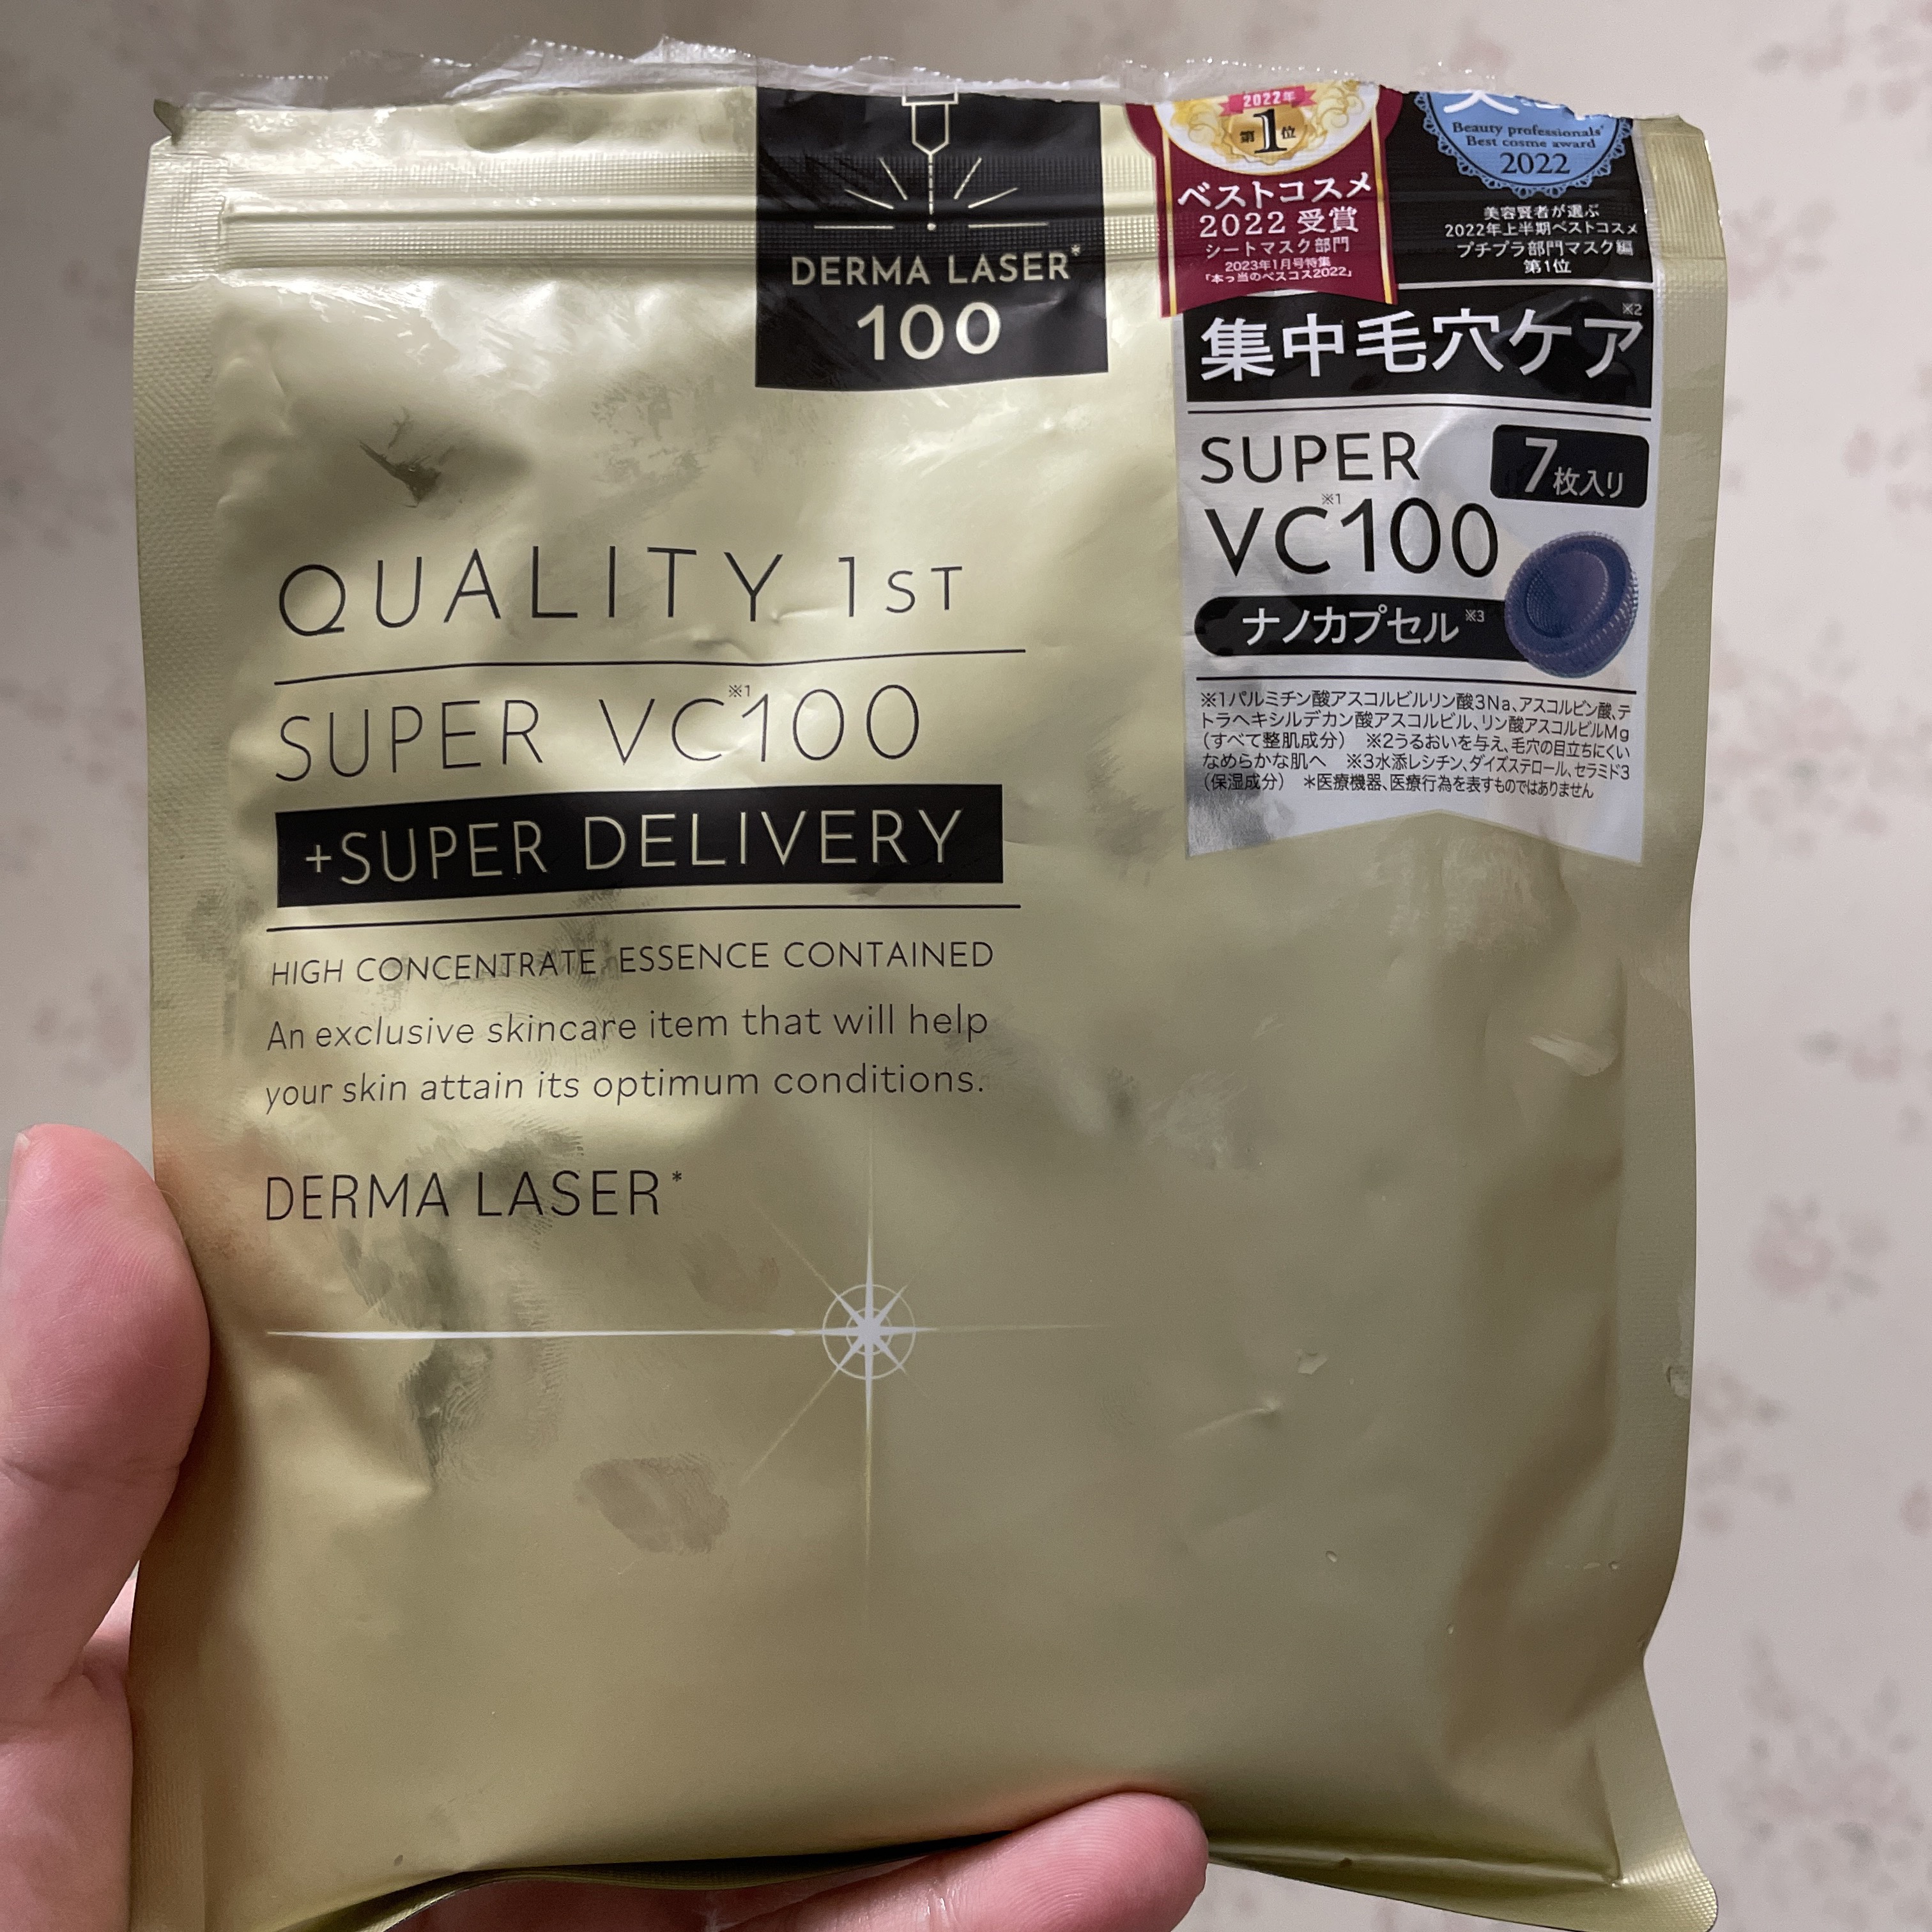 DERMA LASER*
100
2022年
第1位
ベストコスメ
2022 受賞
シートマスク部門
2023年1月号特集
「本っ当のベスコス2022」
Beauty professionals'
Best cosme award
2022
美容賢者が選ぶ
2022年上半期ベストコスメ
プチプラ部門マスク編
第1位
集中毛穴ケア※2
SUPER
7枚入り
VC※1100
ナノカプセル※3
※1パルミチン酸アスコルビルリン酸3Na、アスコルビン酸、テ
トラヘキシルデカン酸アスコルビル、リン酸アスコルビルMg
(すべて整肌成分) ※2うるおいを与え、毛穴の目立ちにくい
なめらかな肌へ ※3水添レシチン、ダイズステロール、セラミド3
(保湿成分) *医療機器、医療行為を表すものではありません
QUALITY 1ST
SUPER VC※1100
+SUPER DELIVERY
HIGH CONCENTRATE ESSENCE CONTAINED
An exclusive skincare item that will help
your skin attain its optimum conditions.
DERMA LASER*